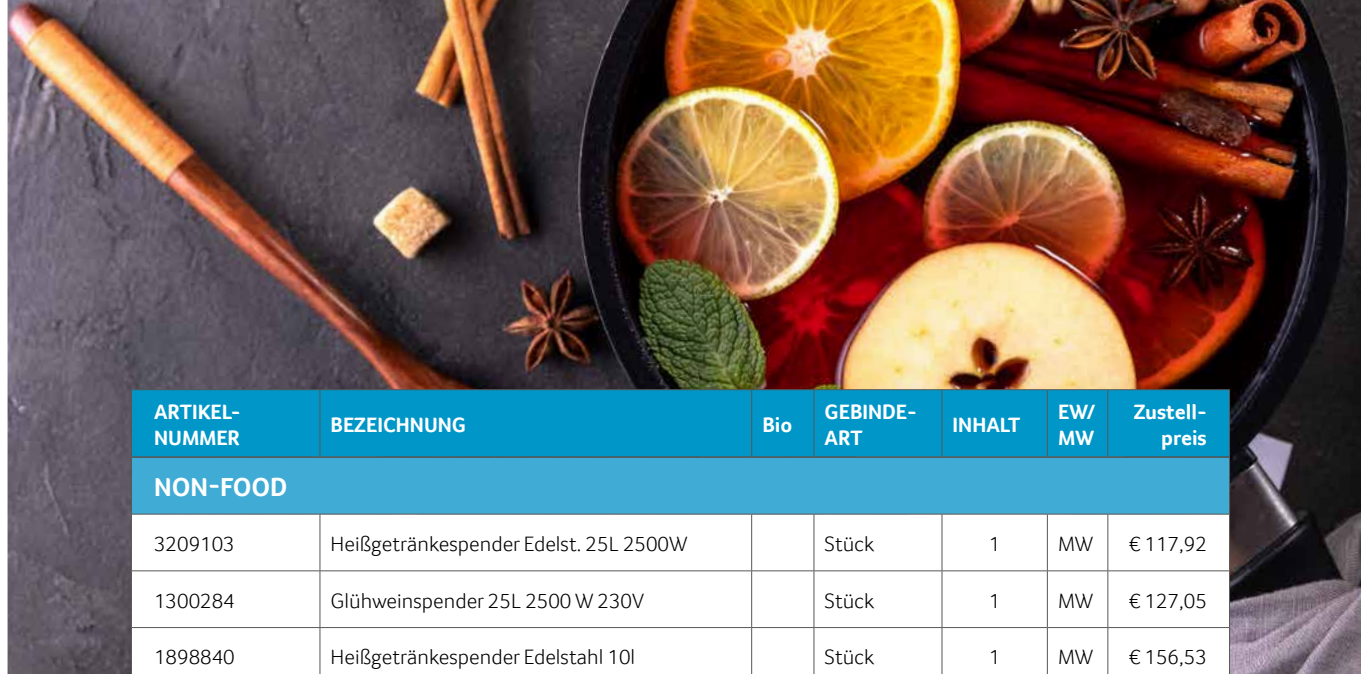 ARTIKEL-
NUMMER BEZEICHNUNG Bio GEBINDE-
ART INHALT EW/
MW Zustell-
preis
NON-FOOD
3209103 Heißgetränkespender Edelst. 25L 2500W Stück 1 MW € 117,92
1300284 Glühweinspender 25L 2500 W 230V Stück 1 MW € 127,05
1898840 Heißgetränkespender Edelstahl 10l Stück 1 MW € 156,53